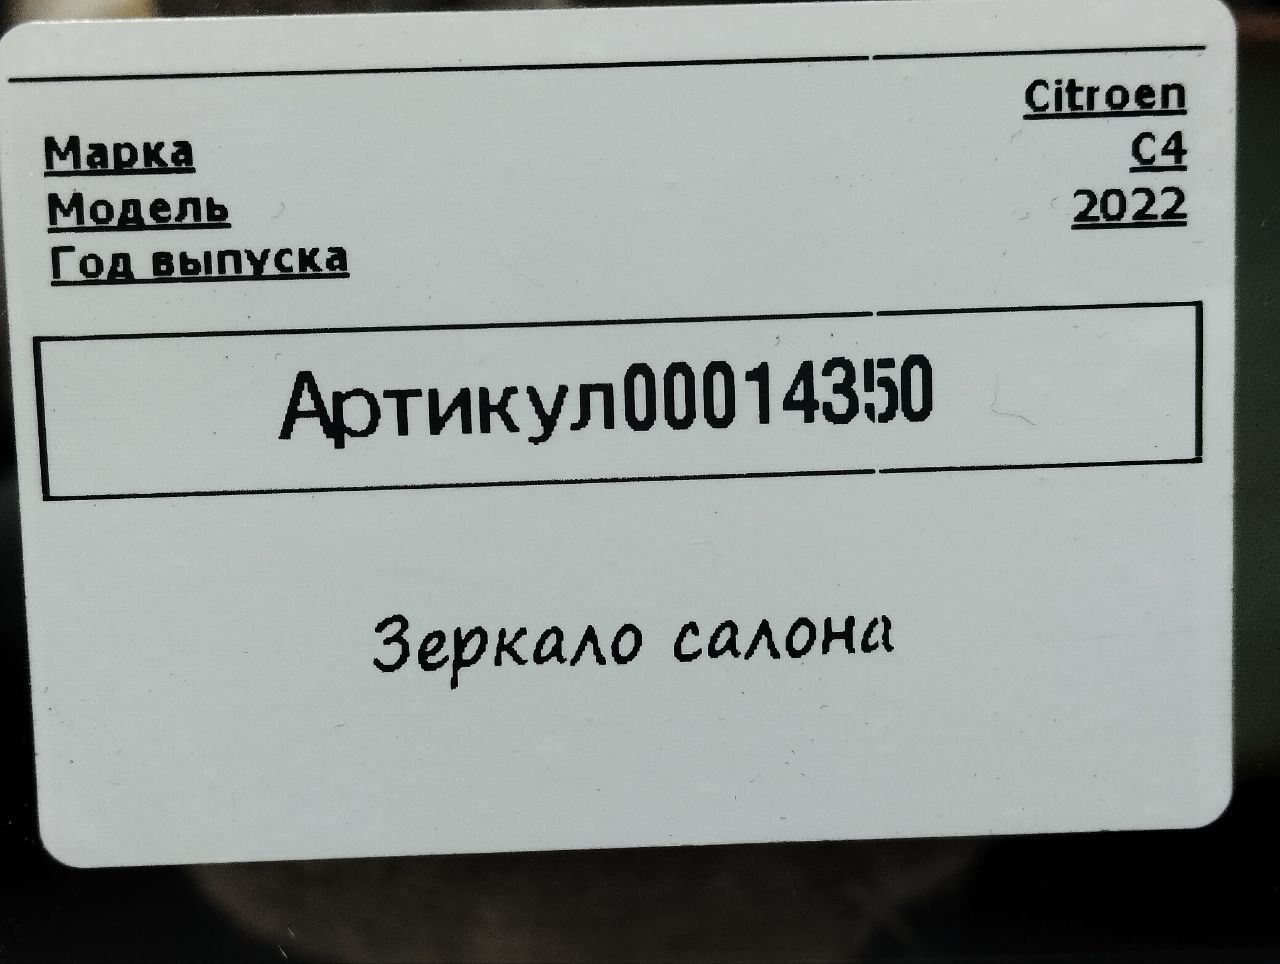 Марка Citroen
Модель C4
Год выпуска 2022
Артикул00014350
Зеркало салона